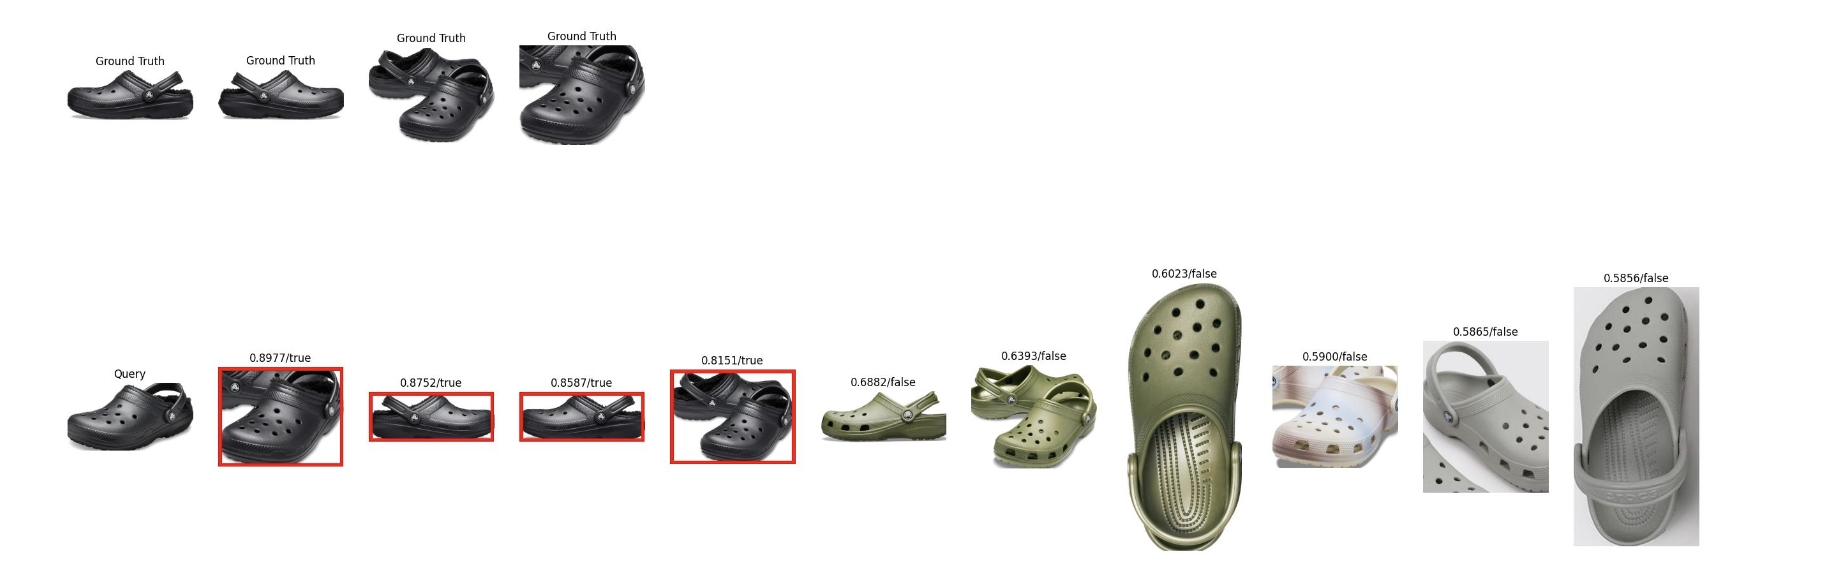 Ground Truth
Ground Truth
Ground Truth
Ground Truth
Query
0.8977/true
0.8752/true
0.8587/true
0.8151/true
0.6882/false
0.6393/false
0.6023/false
0.5900/false
0.5865/false
0.5856/false
crocs